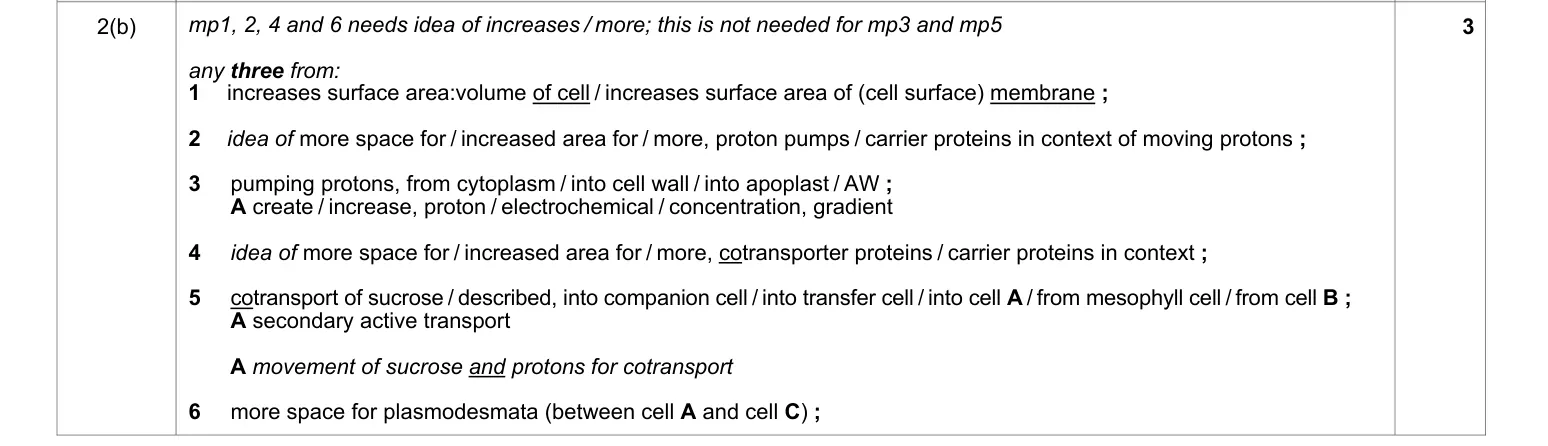 2(b) mp1, 2, 4 and 6 needs idea of increases / more; this is not needed for mp3 and mp5 3
any three from:
1 increases surface area:volume of cell / increases surface area of (cell surface) membrane ;
2 idea of more space for / increased area for / more, proton pumps / carrier proteins in context of moving protons ;
3 pumping protons, from cytoplasm / into cell wall / into apoplast / AW ;
A create / increase, proton / electrochemical / concentration, gradient
4 idea of more space for / increased area for / more, cotransporter proteins / carrier proteins in context ;
5 cotransport of sucrose / described, into companion cell / into transfer cell / into cell A / from mesophyll cell / from cell B ;
A secondary active transport
A movement of sucrose and protons for cotransport
6 more space for plasmodesmata (between cell A and cell C) ;